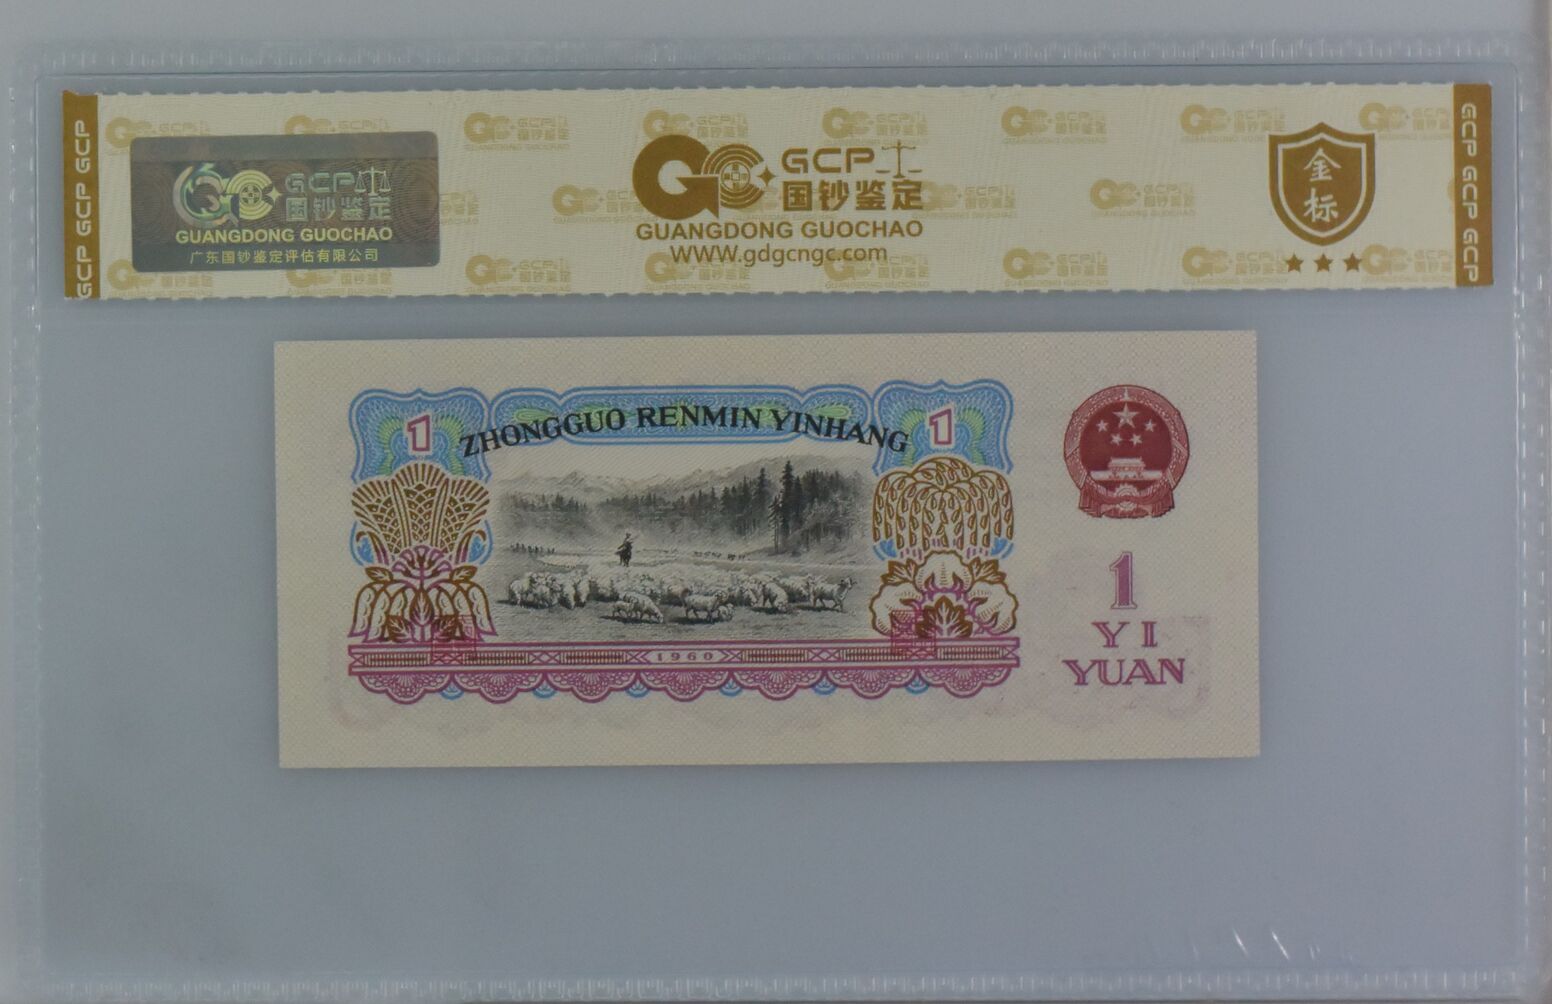 GCP GCP GCP
GCP
国钞鉴定
GUANGDONG GUOCHAO
广东国钞鉴定评估有限公司
GCP
国钞鉴定
GUANGDONG GUOCHAO
WWW.gdgcngc.com
金标
GCP GCP GCP
ZHONGGUO RENMIN YINHANG
1
1
1960
1
YI
YUAN